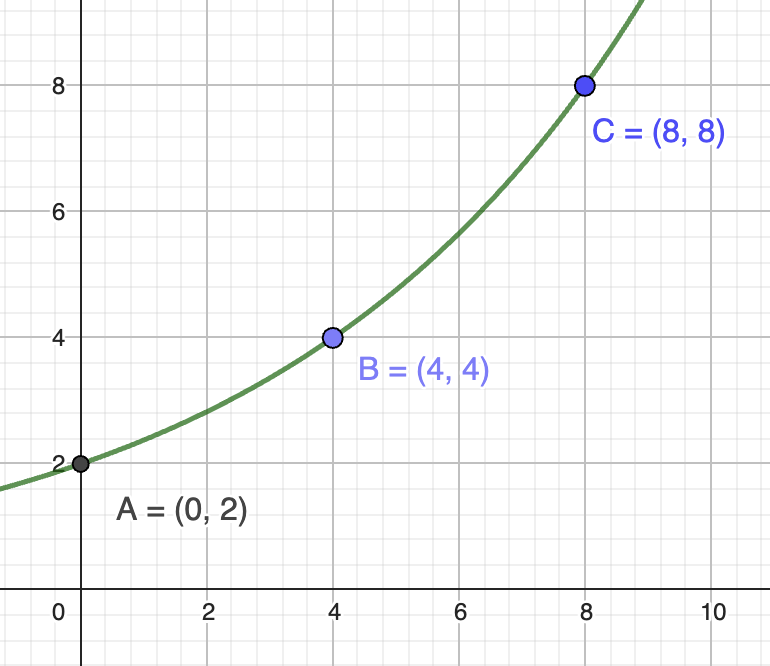 8
C = (8, 8)
6
4
B = (4, 4)
2
A = (0, 2)
0 2 4 6 8 10